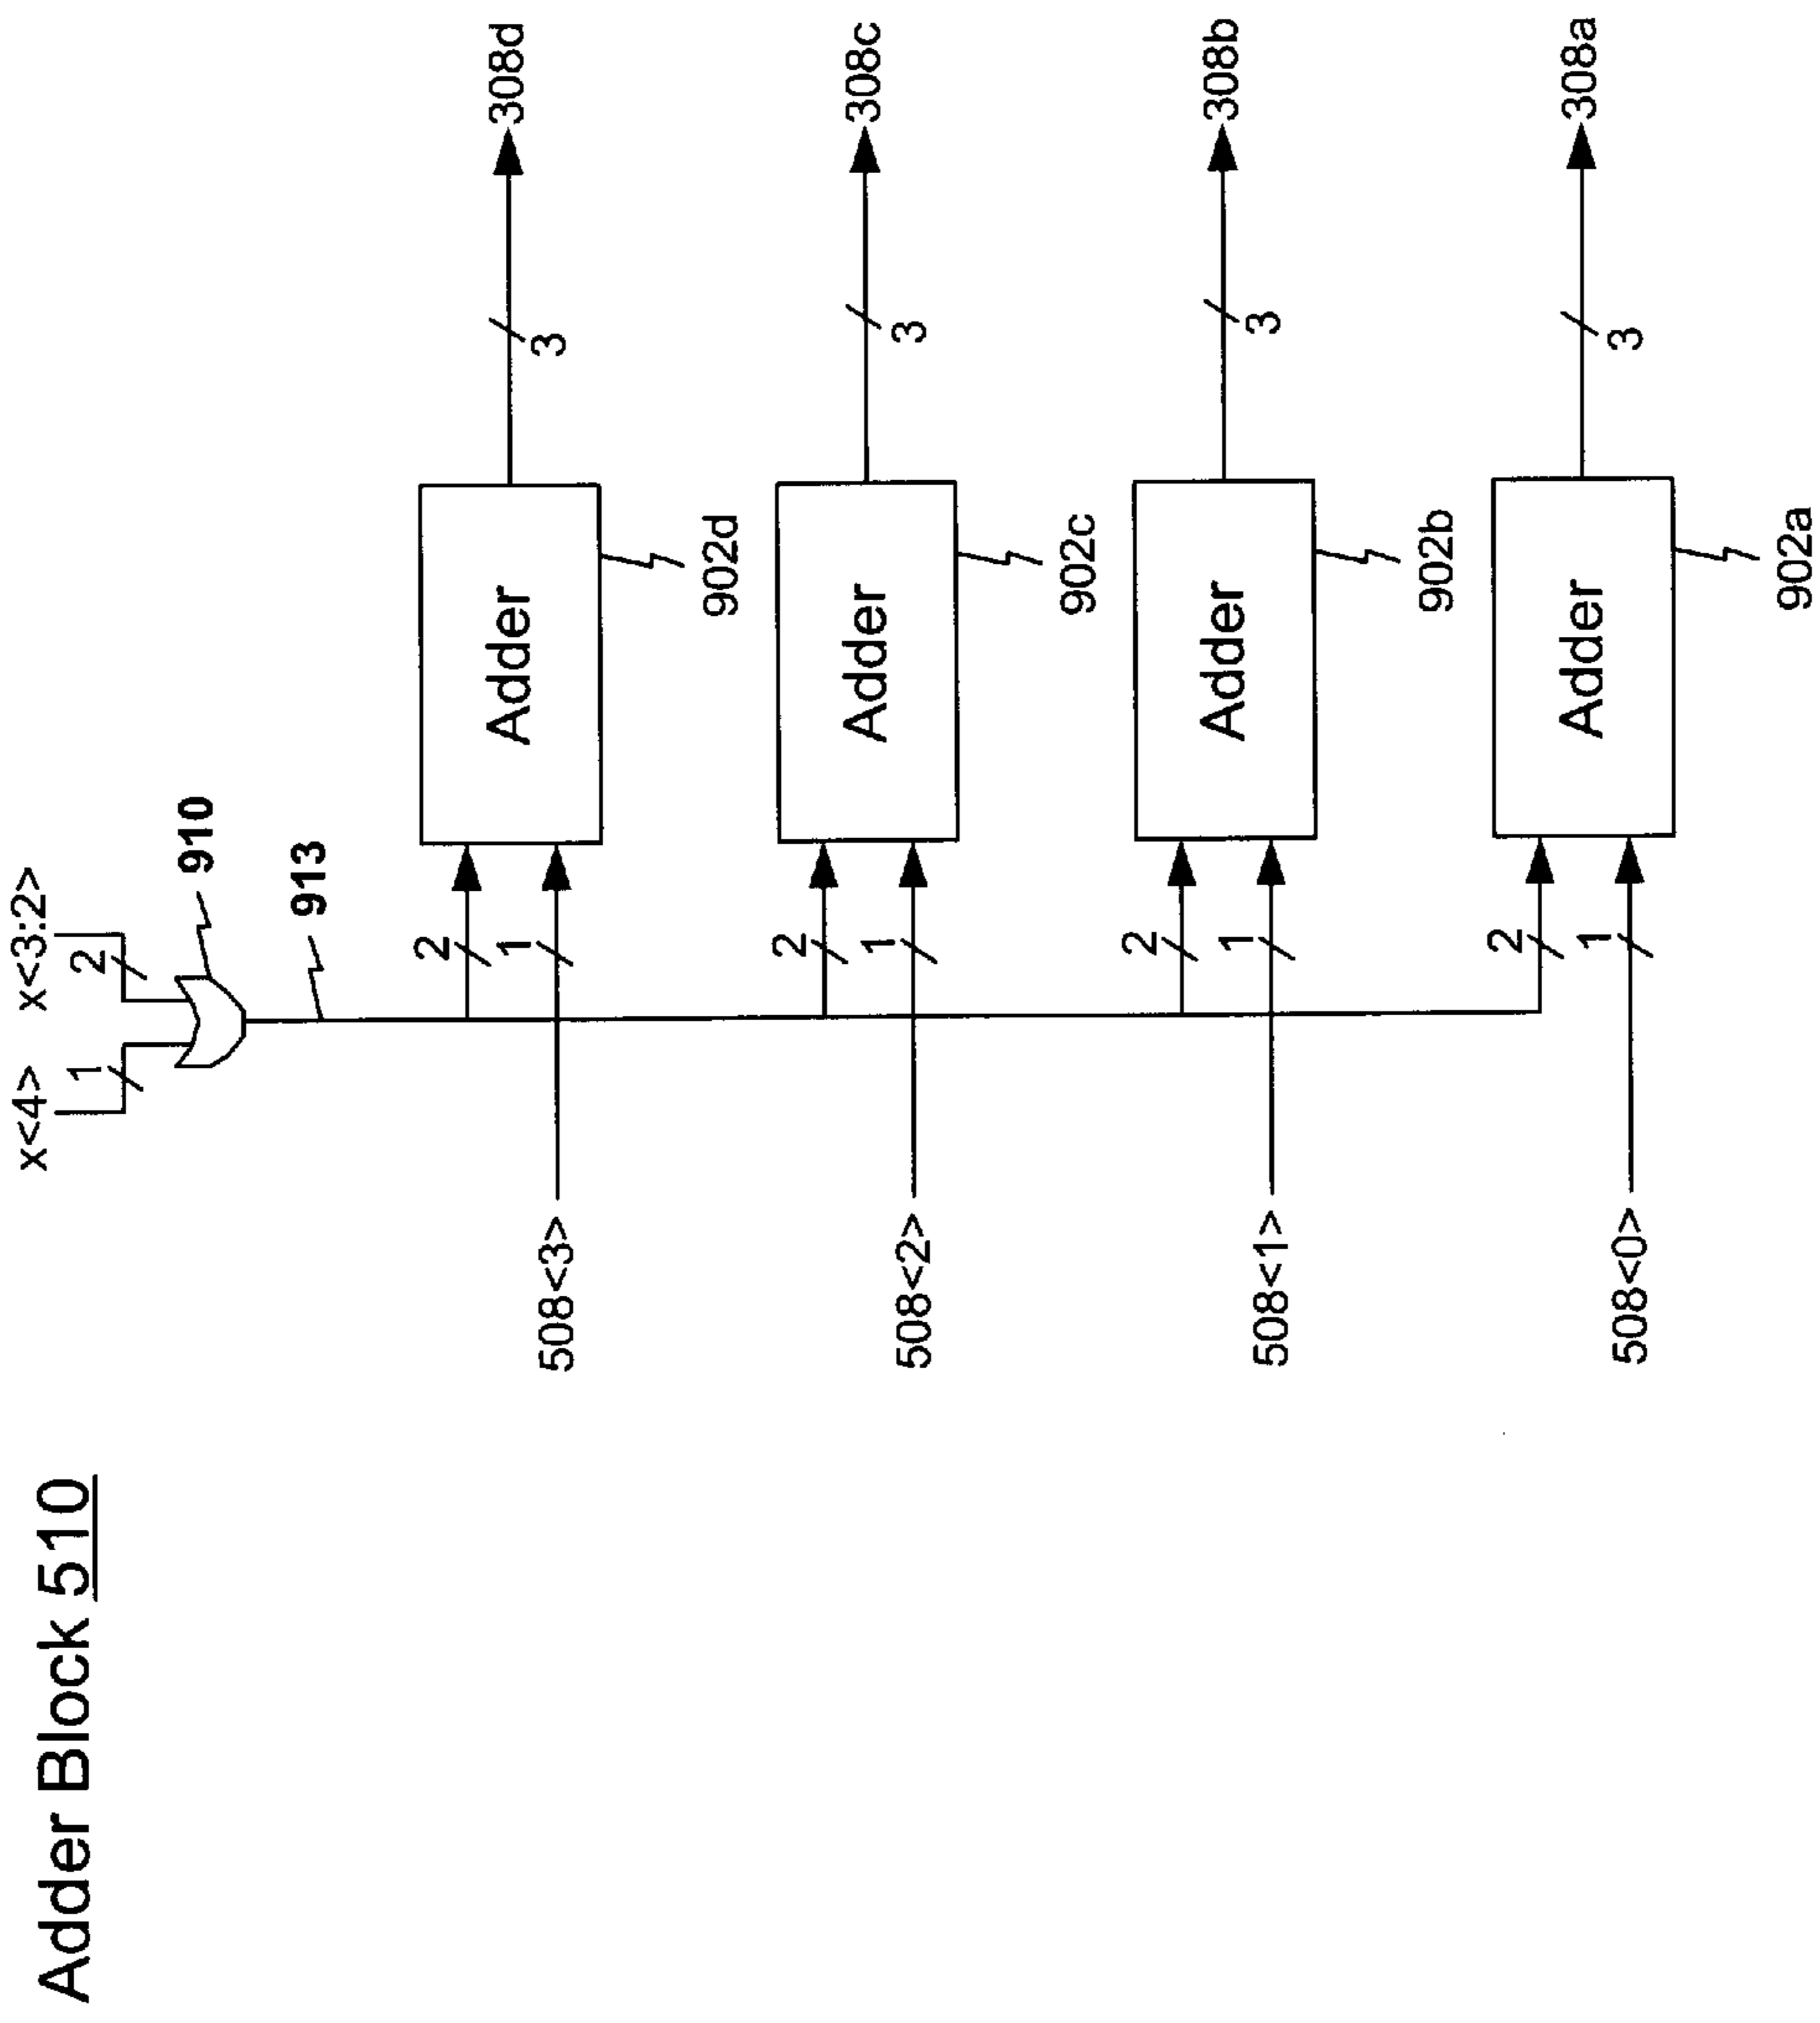 Adder Block 510
x<4>
x<3:2>
1
2
910
913
508<3>
2
1
Adder
902d
3
308d
508<2>
2
1
Adder
902c
3
308c
508<1>
2
1
Adder
902b
3
308b
508<0>
2
1
Adder
902a
3
308a